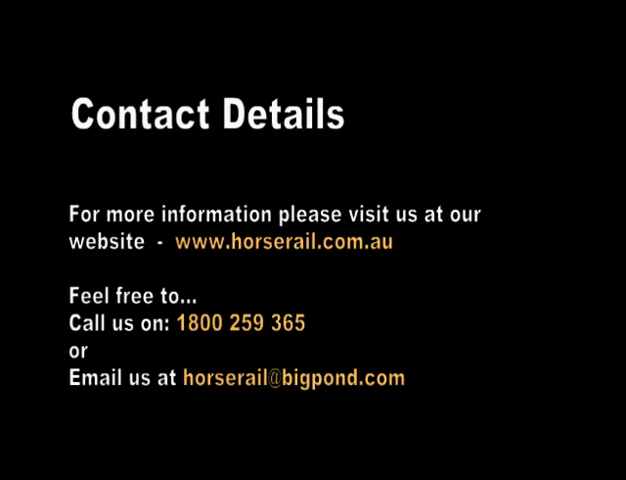 Contact Details
For more information please visit us at our
website - www.horserail.com.au
Feel free to...
Call us on: 1800 259 365
or
Email us at horserail@bigpond.com